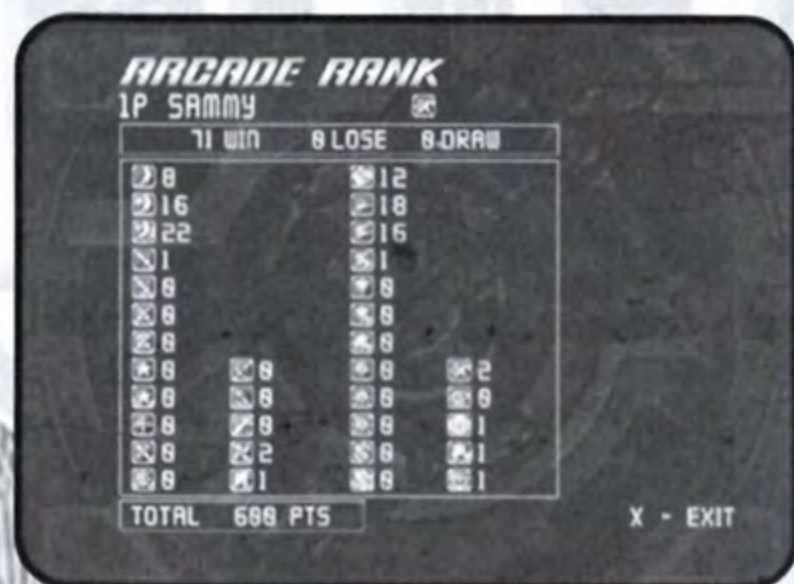 ARCADE RANK
1P SAMMY
71 WIN 0 LOSE 0 DRAW
8 12
16 18
22 16
1 1
0 0
0 0
0 0
0 0 0 2
0 0 0 0
0 0 0 1
0 2 0 1
0 1 0 1
TOTAL 600 PTS
X - EXIT